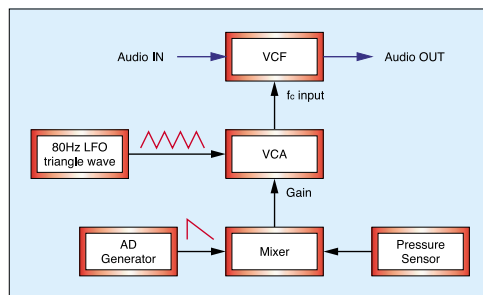 Audio IN
VCF
Audio OUT
fc input
80Hz LFO
triangle wave
VCA
Gain
AD
Generator
Mixer
Pressure
Sensor